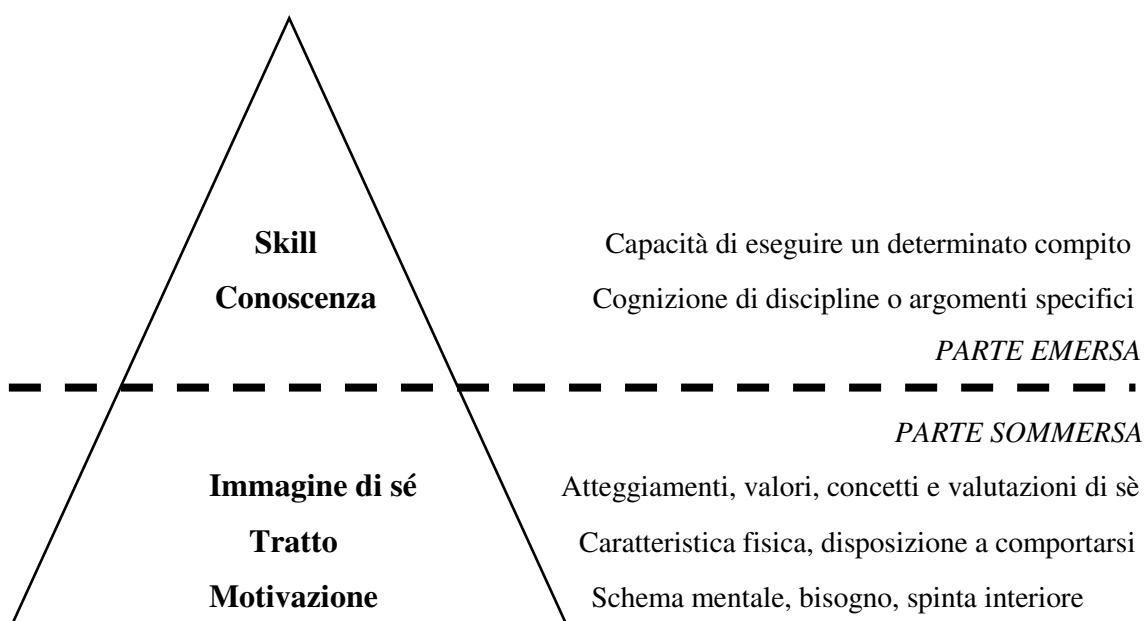 Skill Capacità di eseguire un determinato compito
Conoscenza Cognizione di discipline o argomenti specifici
PARTE EMERSA
PARTE SOMMERSA
Immagine di sé Atteggiamenti, valori, concetti e valutazioni di sè
Tratto Caratteristica fisica, disposizione a comportarsi
Motivazione Schema mentale, bisogno, spinta interiore